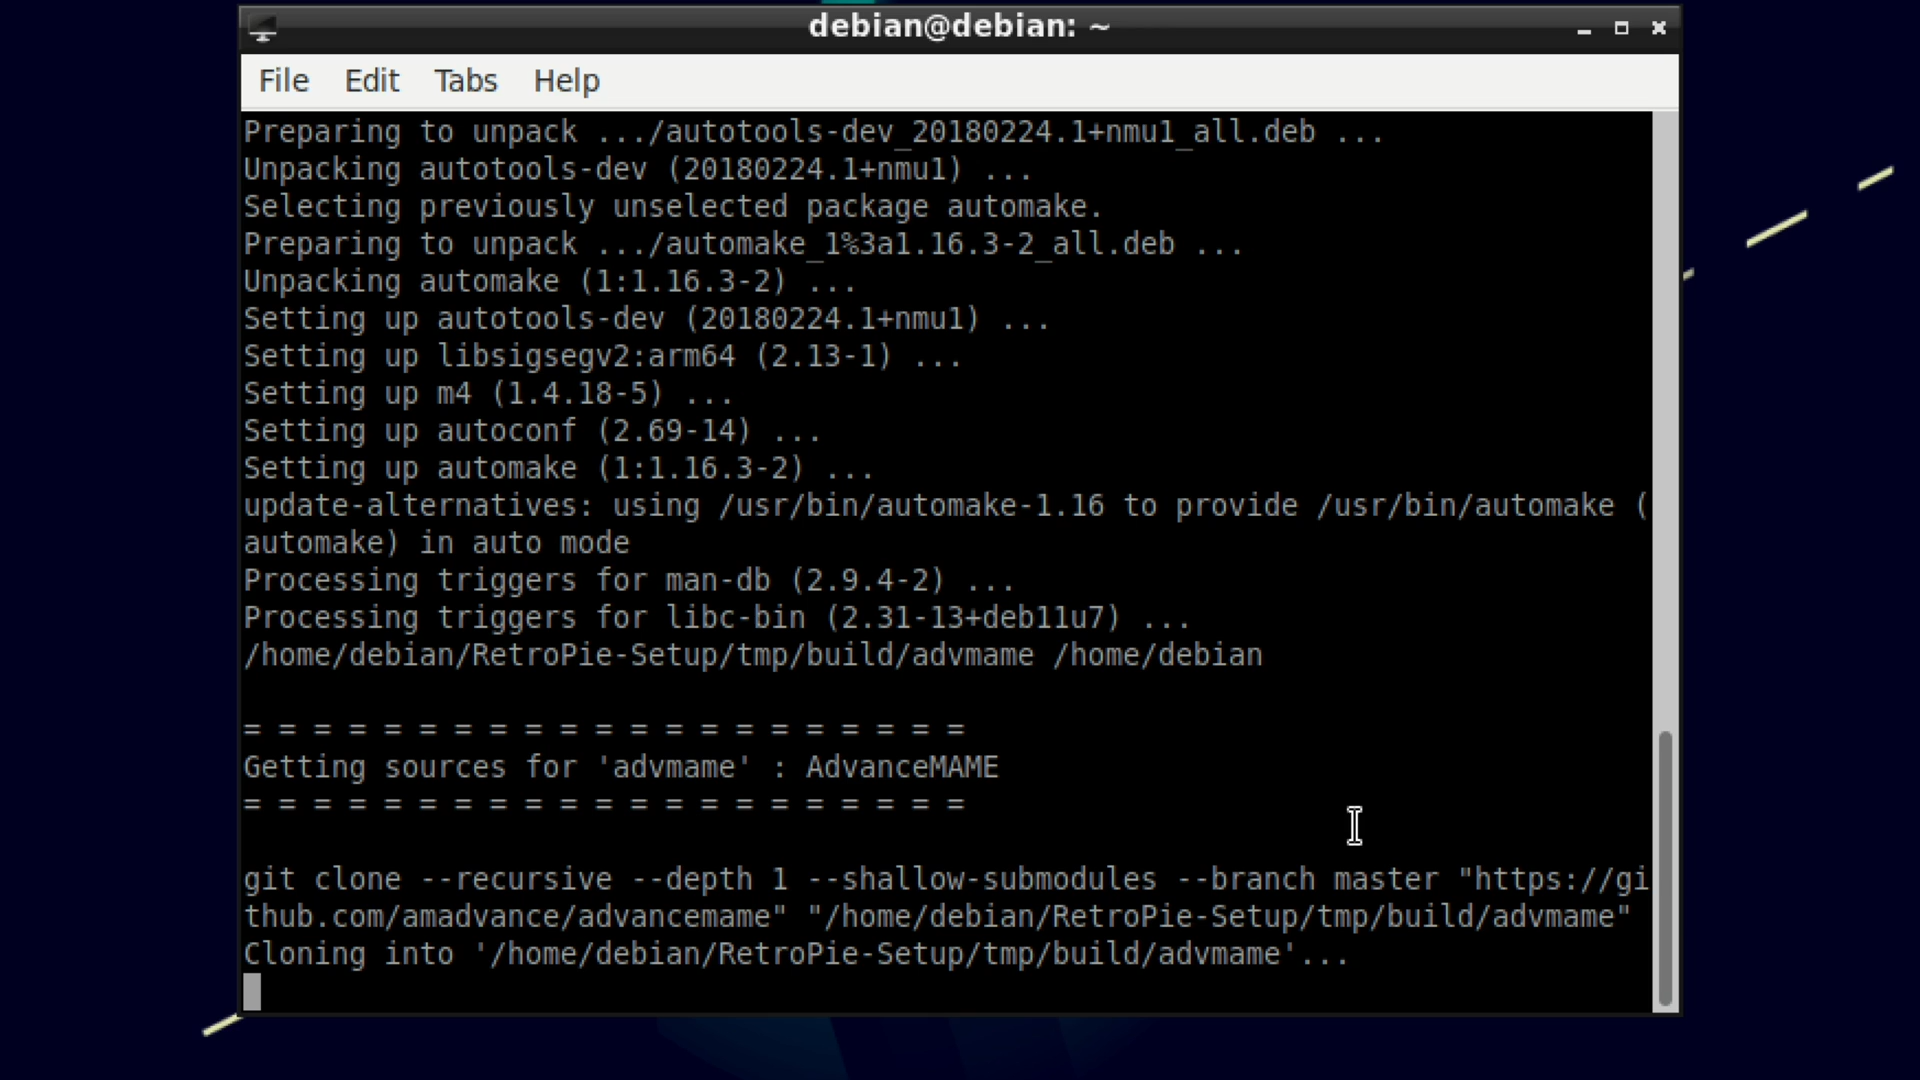 debian@debian: ~
File Edit Tabs Help
Preparing to unpack .../autotools-dev_20180224.1+nmu1_all.deb ...
Unpacking autotools-dev (20180224.1+nmu1) ...
Selecting previously unselected package automake.
Preparing to unpack .../automake_1%3a1.16.3-2_all.deb ...
Unpacking automake (1:1.16.3-2) ...
Setting up autotools-dev (20180224.1+nmu1) ...
Setting up libsigsegv2:arm64 (2.13-1) ...
Setting up m4 (1.4.18-5) ...
Setting up autoconf (2.69-14) ...
Setting up automake (1:1.16.3-2) ...
update-alternatives: using /usr/bin/automake-1.16 to provide /usr/bin/automake (
automake) in auto mode
Processing triggers for man-db (2.9.4-2) ...
Processing triggers for libc-bin (2.31-13+deb11u7) ...
/home/debian/RetroPie-Setup/tmp/build/advmame /home/debian
= = = = = = = = = = = = = = = = = = = = =
Getting sources for 'advmame' : AdvanceMAME
= = = = = = = = = = = = = = = = = = = = =
git clone --recursive --depth 1 --shallow-submodules --branch master "https://gi
thub.com/amadvance/advancemame" "/home/debian/RetroPie-Setup/tmp/build/advmame"
Cloning into '/home/debian/RetroPie-Setup/tmp/build/advmame'...